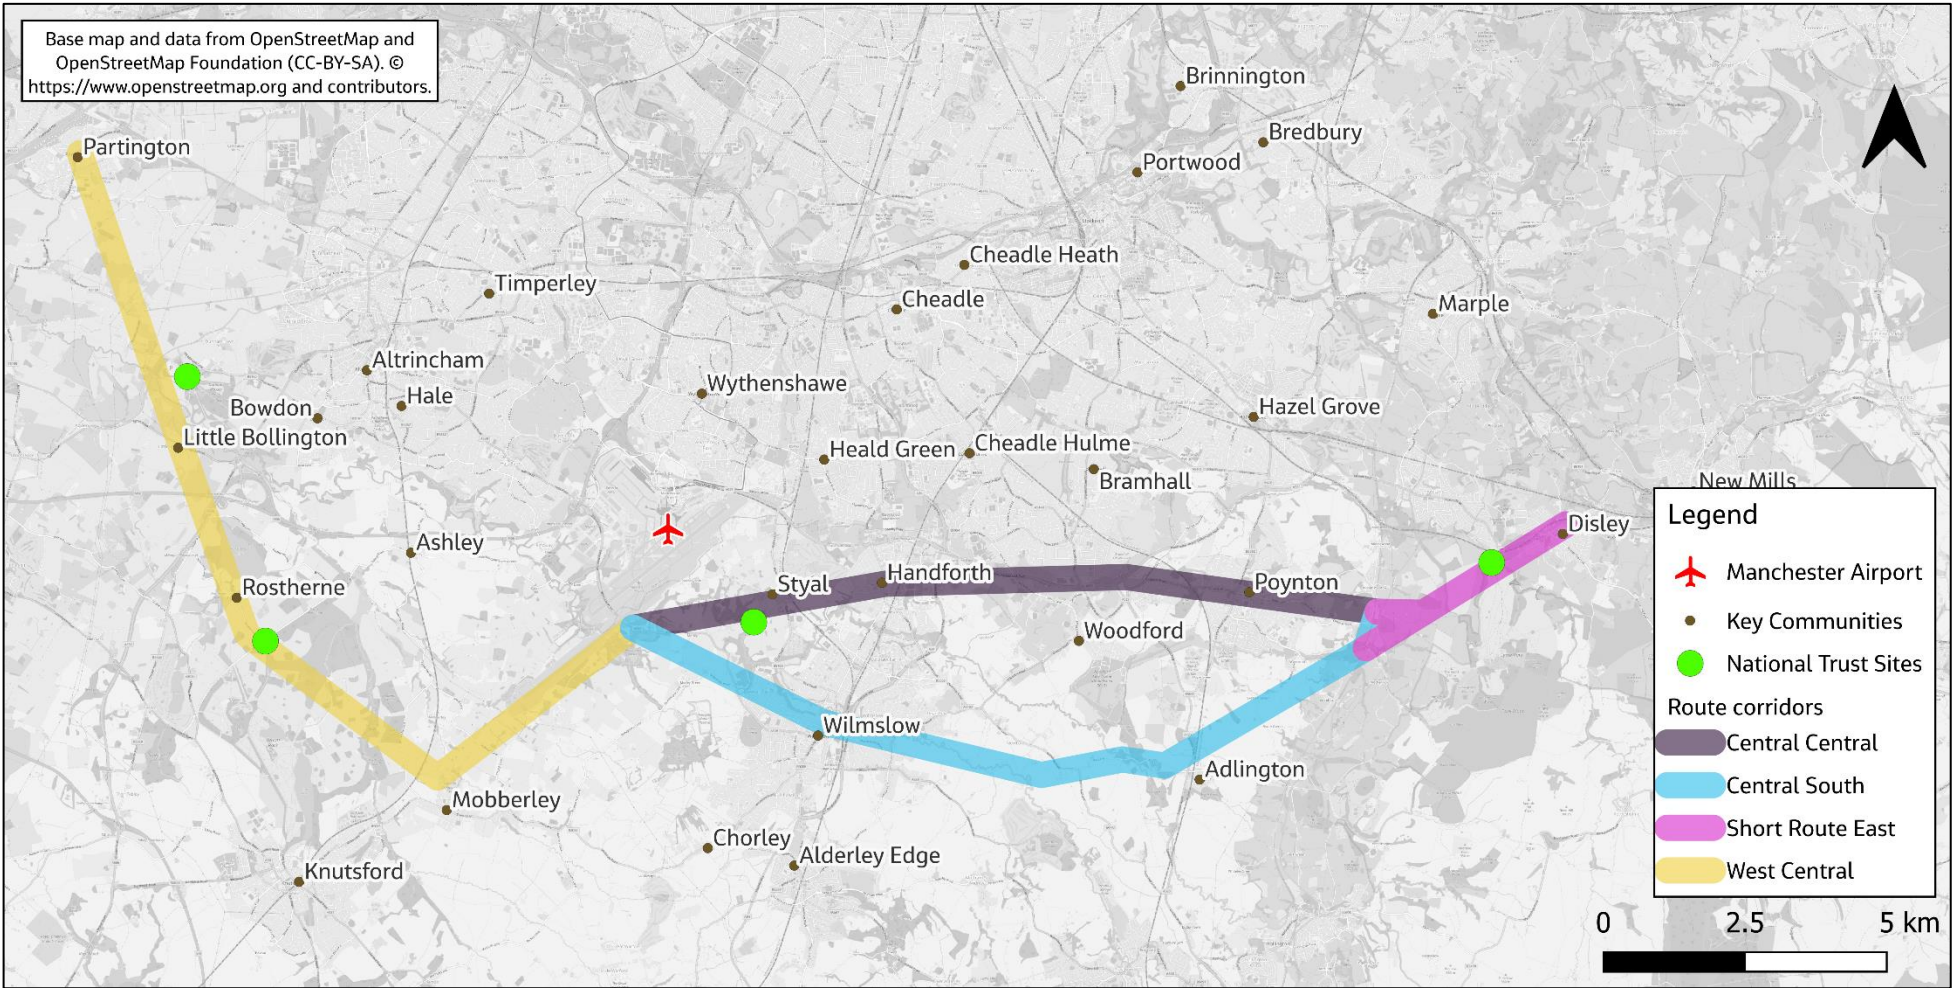 Base map and data from OpenStreetMap and
OpenStreetMap Foundation (CC-BY-SA). ©
https://www.openstreetmap.org and contributors.
Brinnington
Bredbury
Partington
Portwood
Cheadle Heath
Timperley
Cheadle
Marple
Altrincham
Wythenshawe
Hale
Bowdon
Hazel Grove
Little Bollington
Heald Green
Cheadle Hulme
Bramhall
New Mills
Disley
Ashley
Handforth
Styal
Poynton
Rostherne
Woodford
Wilmslow
Adlington
Mobberley
Chorley
Alderley Edge
Knutsford
Legend
Manchester Airport
Key Communities
National Trust Sites
Route corridors
Central Central
Central South
Short Route East
West Central
0 2.5 5 km